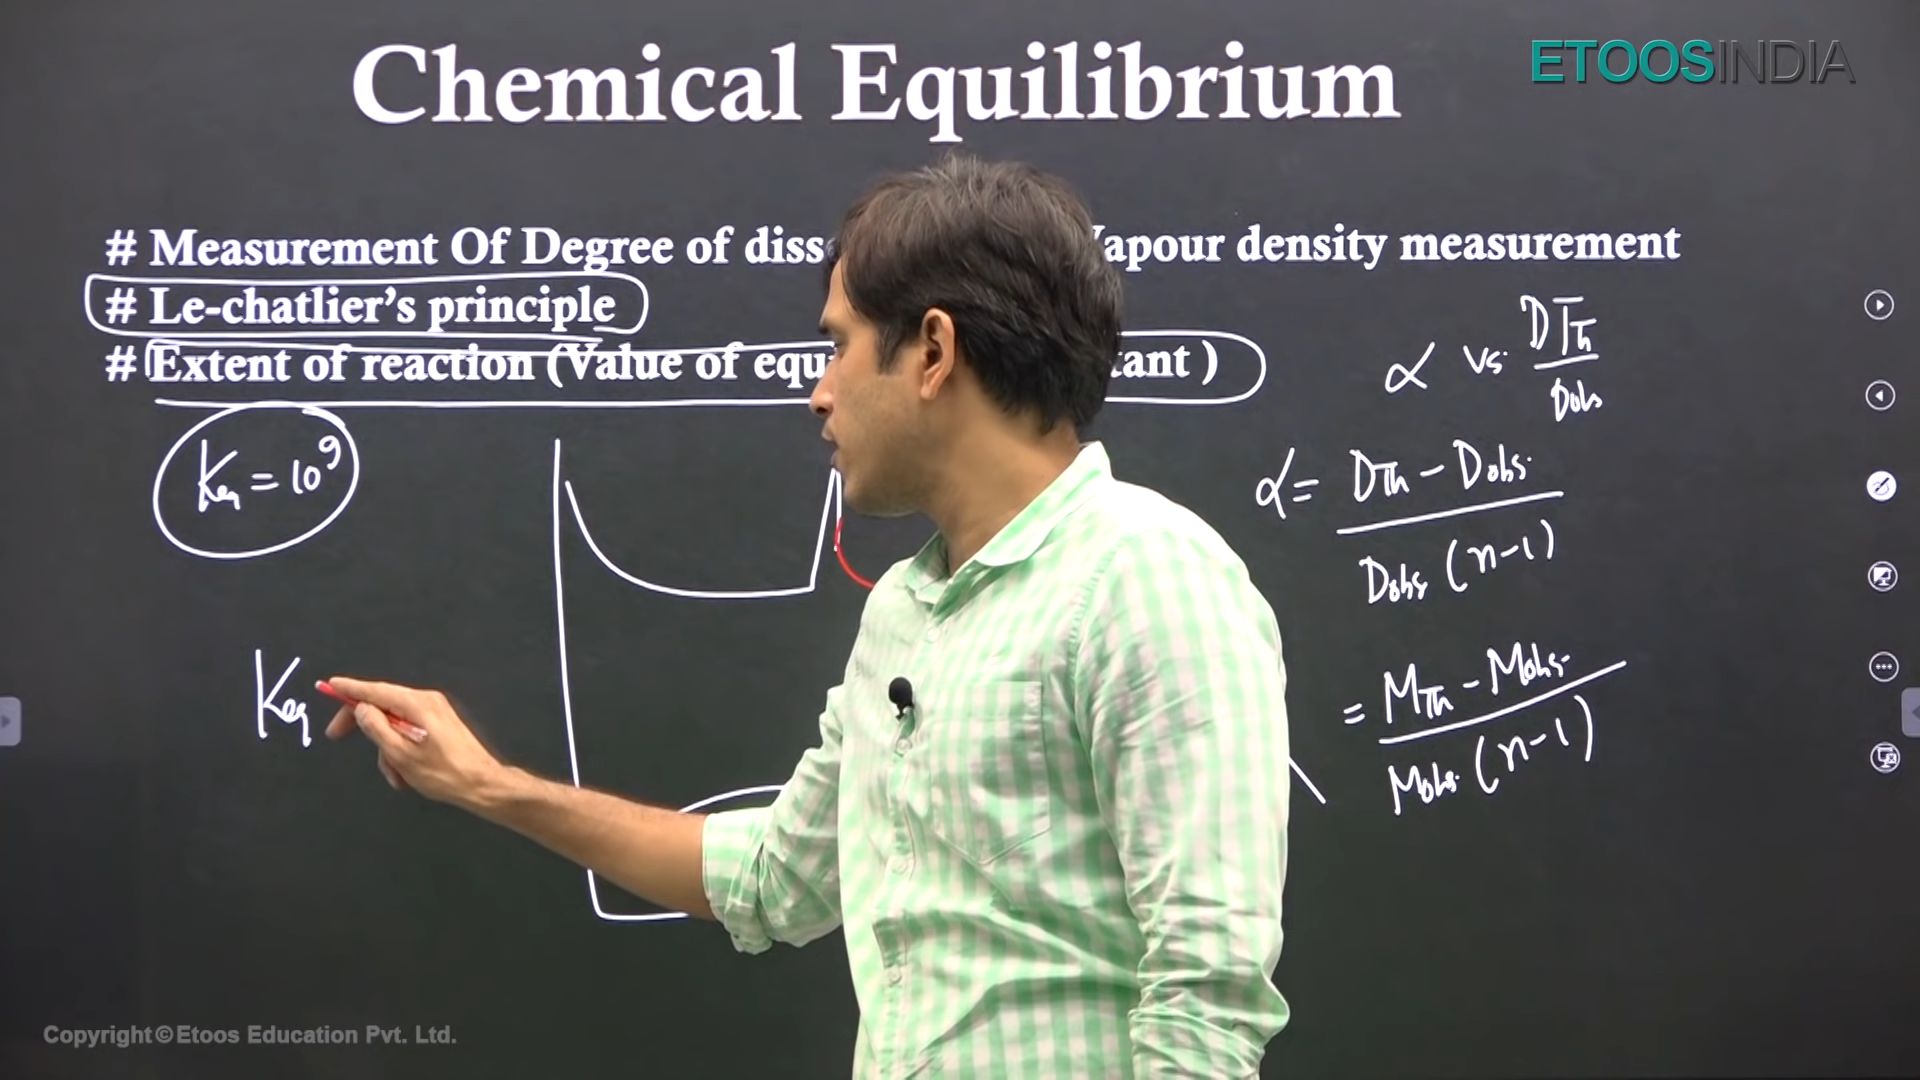 Chemical Equilibrium
ETOOSINDIA
# Measurement Of Degree of diss apour density measurement
# Le-chatlier’s principle
# Extent of reaction (Value of equ tant )
Keq = 10⁹
Keq
α vs. DTh / Dobs
α = DTh - Dobs. / Dobs (n-1)
= MTh - Mobs. / Mobs. (n-1)
Copyright © Etoos Education Pvt. Ltd.